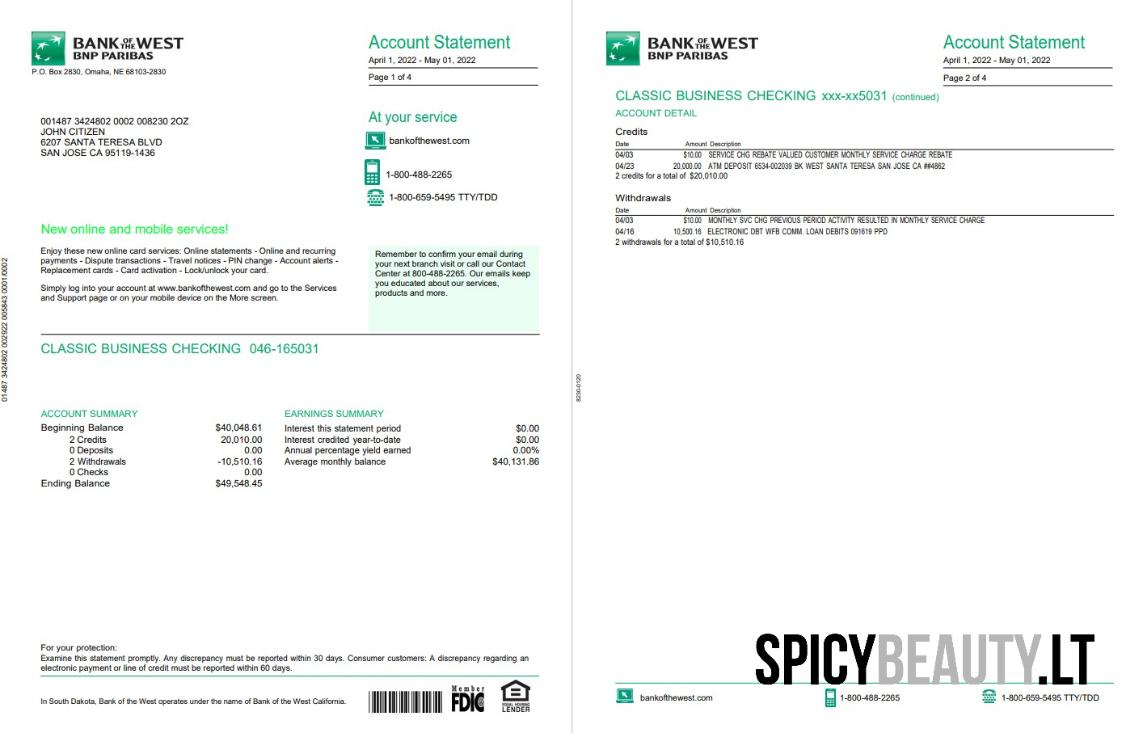 BANK OF THE WEST
BNP PARIBAS
P.O. Box 2830, Omaha, NE 68103-2830
Account Statement
April 1, 2022 - May 01, 2022
Page 1 of 4
001487 3424802 0002 008230 2OZ
JOHN CITIZEN
6207 SANTA TERESA BLVD
SAN JOSE CA 95119-1436
At your service
bankofthewest.com
1-800-488-2265
1-800-659-5495 TTY/TDD
New online and mobile services!
Enjoy these new online card services: Online statements - Online and recurring
payments - Dispute transactions - Travel notices - PIN change - Account alerts -
Replacement cards - Card activation - Lock/unlock your card.
Simply log into your account at www.bankofthewest.com and go to the Services
and Support page or on your mobile device on the More screen.
Remember to confirm your email during
your next branch visit or call our Contact
Center at 800-488-2265. Our emails keep
you educated about our services,
products and more.
01487 3424802 002922 005843 0001/0002
CLASSIC BUSINESS CHECKING 046-165031
ACCOUNT SUMMARY
Beginning Balance $40,048.61
2 Credits 20,010.00
0 Deposits 0.00
2 Withdrawals -10,510.16
0 Checks 0.00
Ending Balance $49,548.45
EARNINGS SUMMARY
Interest this statement period $0.00
Interest credited year-to-date $0.00
Annual percentage yield earned 0.00%
Average monthly balance $40,131.86
For your protection:
Examine this statement promptly. Any discrepancy must be reported within 30 days. Consumer customers: A discrepancy regarding an
electronic payment or line of credit must be reported within 60 days.
In South Dakota, Bank of the West operates under the name of Bank of the West California.
Member
FDIC
EQUAL HOUSING
LENDER
BANK OF THE WEST
BNP PARIBAS
Account Statement
April 1, 2022 - May 01, 2022
Page 2 of 4
CLASSIC BUSINESS CHECKING xxx-xx5031 (continued)
ACCOUNT DETAIL
Credits
Date Amount Description
04/03 $10.00 SERVICE CHG REBATE VALUED CUSTOMER MONTHLY SERVICE CHARGE REBATE
04/23 20,000.00 ATM DEPOSIT 6534-002039 BK WEST SANTA TERESA SAN JOSE CA ##4862
2 credits for a total of $20,010.00
Withdrawals
Date Amount Description
04/03 $10.00 MONTHLY SVC CHG PREVIOUS PERIOD ACTIVITY RESULTED IN MONTHLY SERVICE CHARGE
04/16 10,500.16 ELECTRONIC DBT WFB COMM. LOAN DEBITS 091619 PPD
2 withdrawals for a total of $10,510.16
8230-0120
SPICYBEAUTY.LT
bankofthewest.com
1-800-488-2265
1-800-659-5495 TTY/TDD